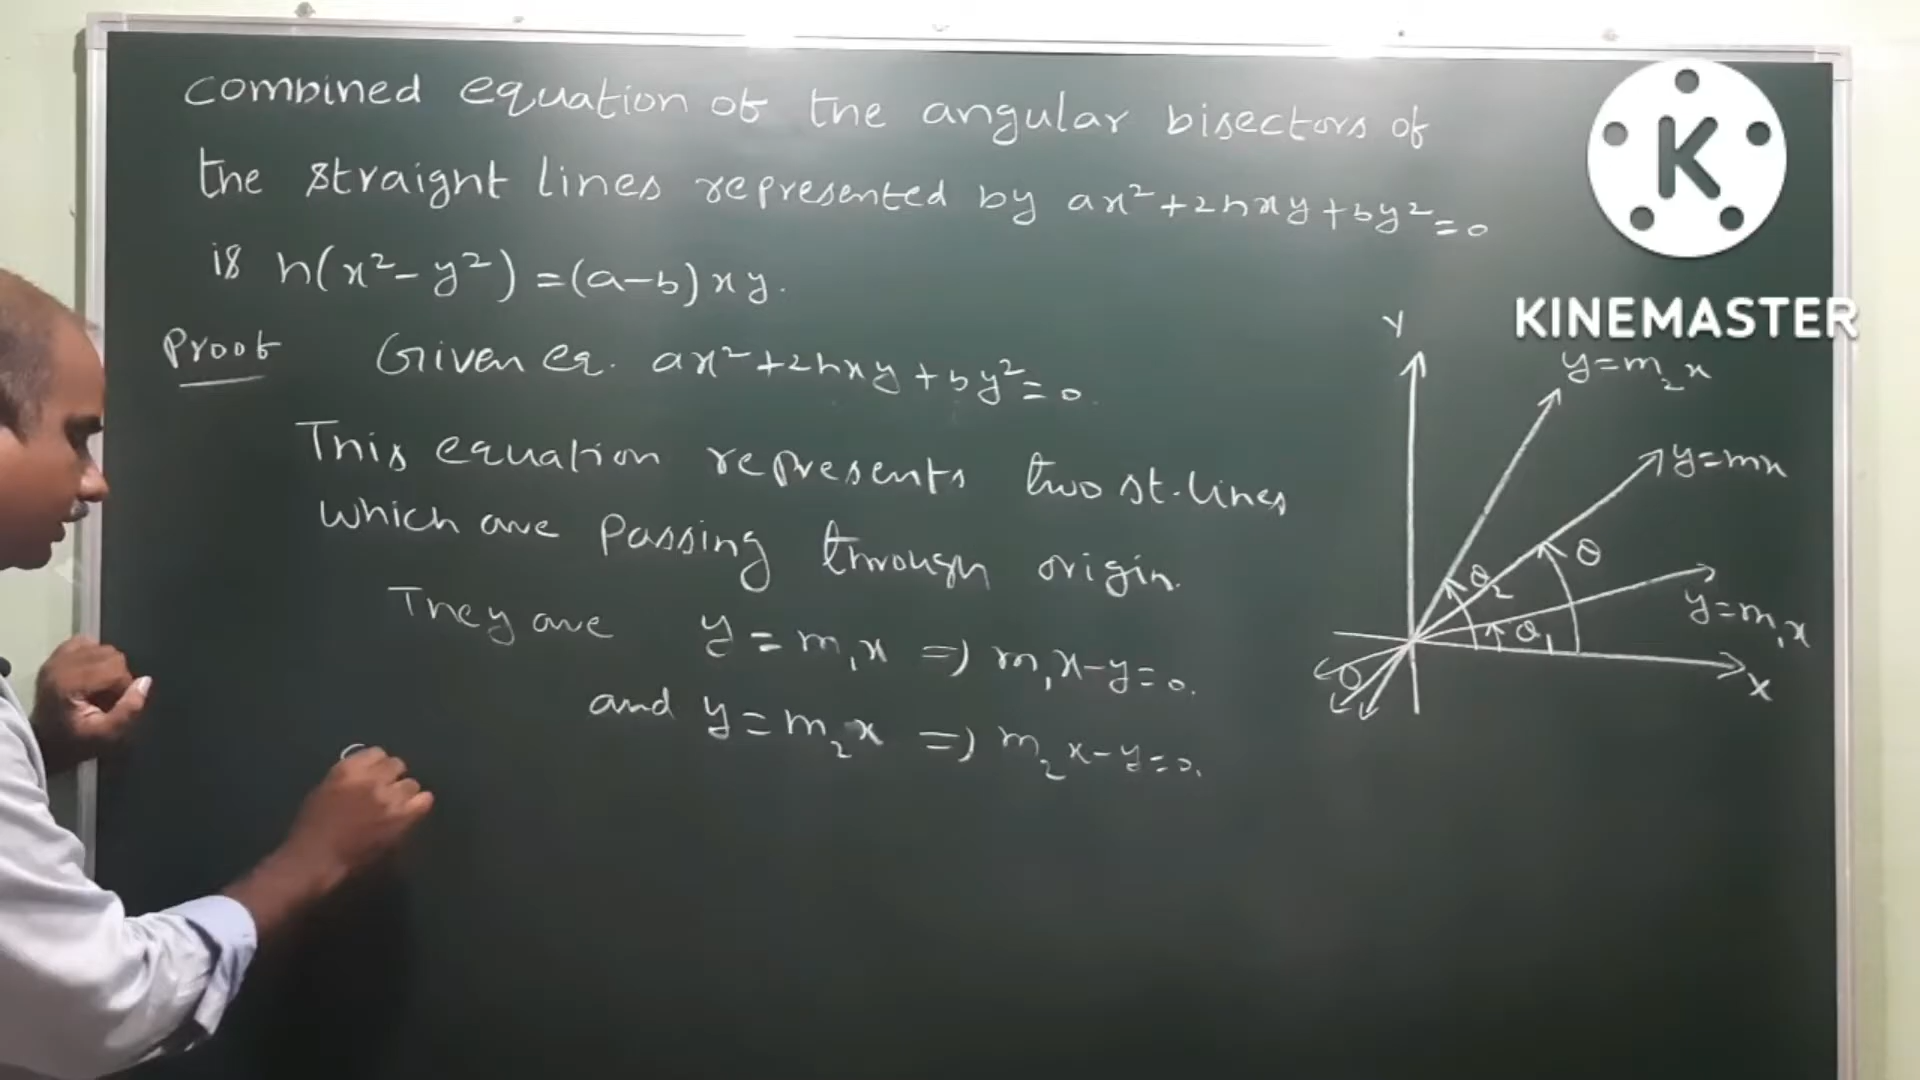 combined equation of the angular bisectors of
the straight lines represented by ax²+2hxy+by²=0
is h(x²-y²)=(a-b)xy.
Proof Given eq. ax²+2hxy+by²=0.
This equation represents two st. lines
which are passing through origin.
They are y=m₁x => m₁x-y=0.
and y=m₂x => m₂x-y=0.
K
KINEMASTER
Y
y=m₂x
y=mx
θ
θ₂
y=m₁x
θ₁
X
O